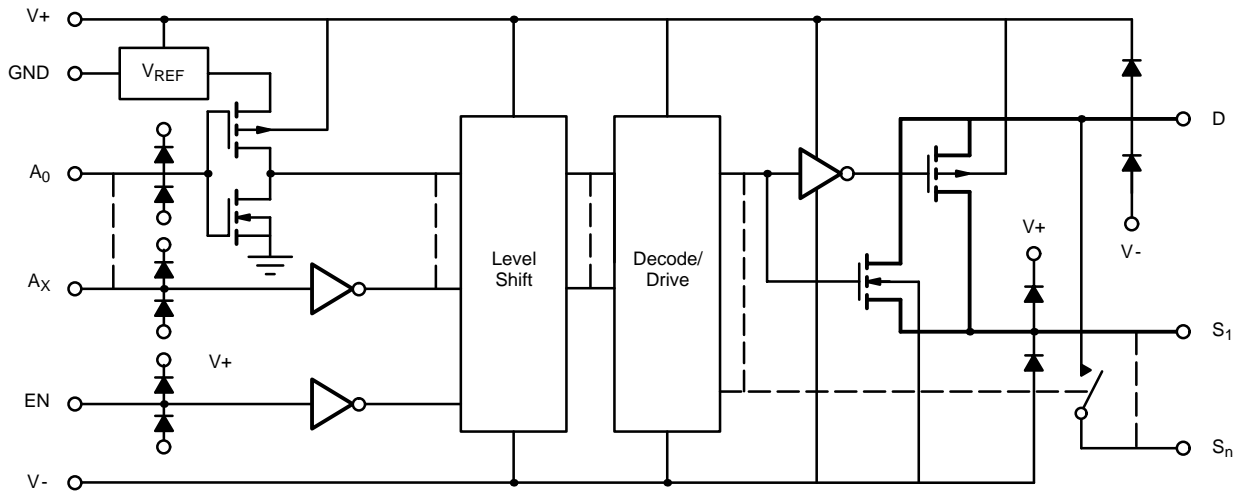 V+
GND
VREF
A0
AX
EN
V-
V+
Level
Shift
Decode/
Drive
V+
V-
D
S1
Sn